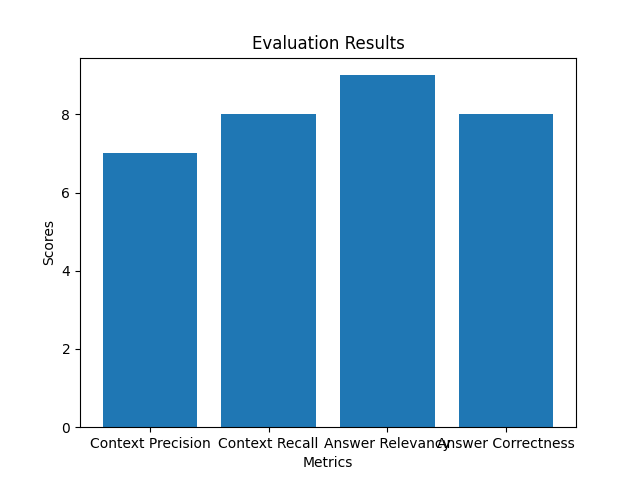 Evaluation Results
8
6
4
2
0
Scores
Context Precision Context Recall Answer Relevancy Answer Correctness
Metrics